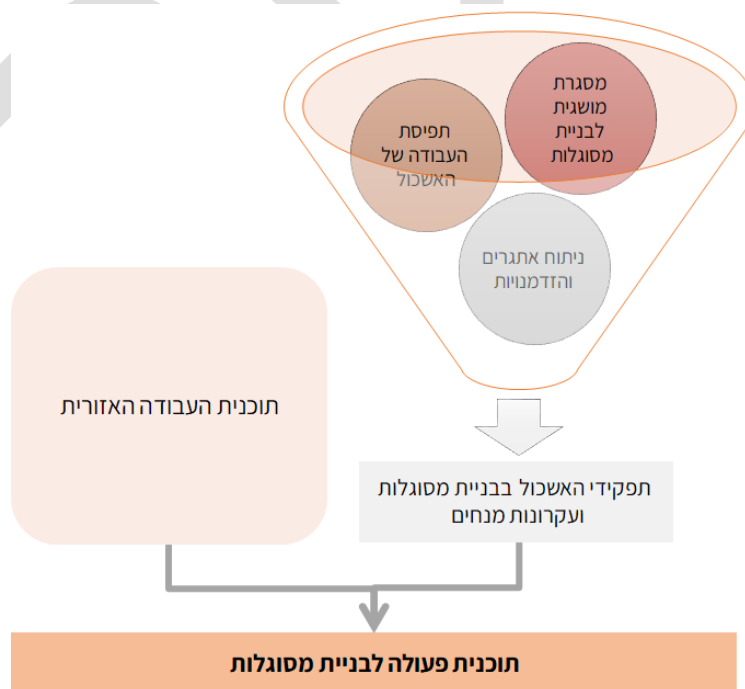 מסגרת
מושגית
לבניית
מסוגלות
תפיסת
העבודה של
האשכול
ניתוח אתגרים
והזדמנויות
תוכנית העבודה האזורית
תפקידי האשכול בבניית מסוגלות
ועקרונות מנחים
תוכנית פעולה לבניית מסוגלות